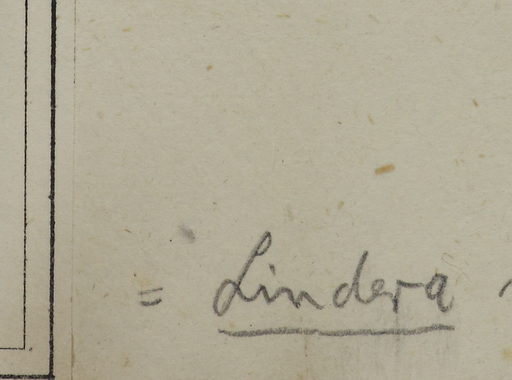 = Lindera